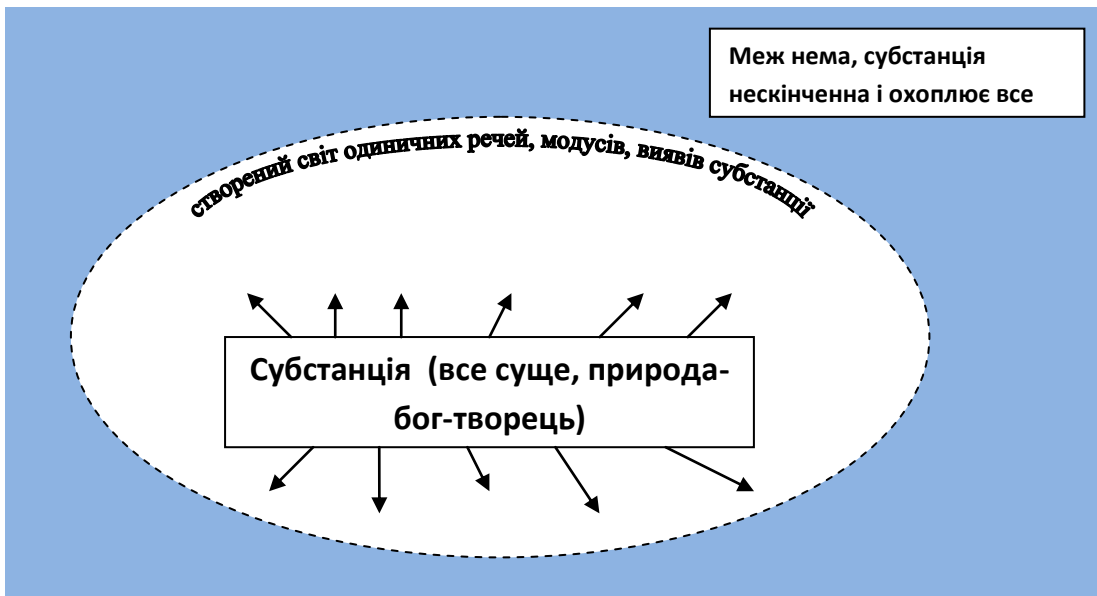 Меж нема, субстанція
нескінченна і охоплює все
створений світ одиничних речей, модусів, виявів субстанції
Субстанція (все суще, природа-
бог-творець)